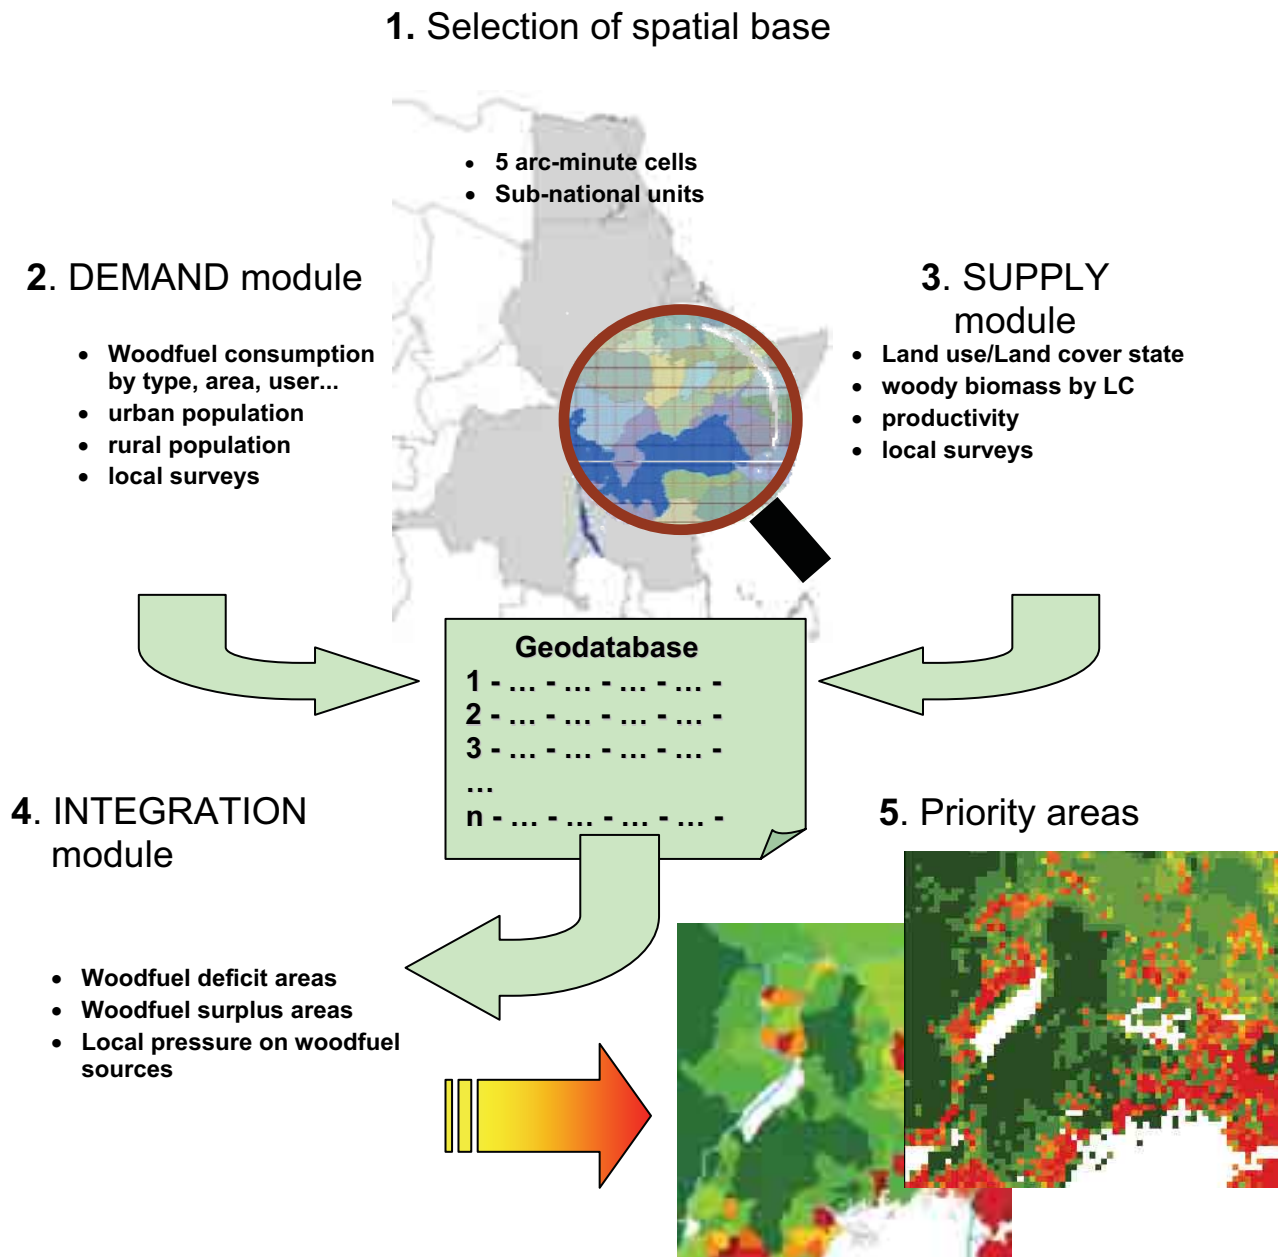 1. Selection of spatial base
• 5 arc-minute cells
• Sub-national units
2. DEMAND module
• Woodfuel consumption
by type, area, user...
• urban population
• rural population
• local surveys
3. SUPPLY
module
• Land use/Land cover state
• woody biomass by LC
• productivity
• local surveys
Geodatabase
1 - ... - ... - ... - ... -
2 - ... - ... - ... - ... -
3 - ... - ... - ... - ... -
...
n - ... - ... - ... - ... -
4. INTEGRATION
module
• Woodfuel deficit areas
• Woodfuel surplus areas
• Local pressure on woodfuel
sources
5. Priority areas